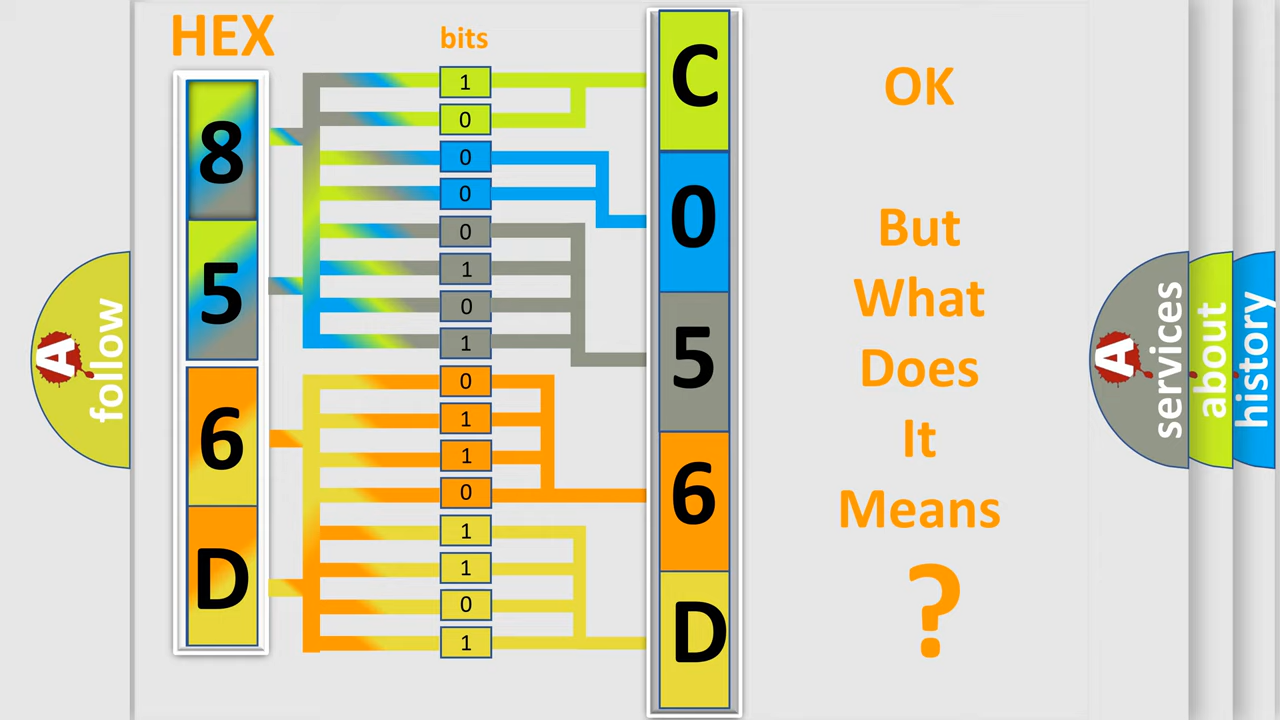 HEX
bits
8
5
6
D
1
0
0
0
0
1
0
1
0
1
1
0
1
1
0
1
C
0
5
6
D
OK
But
What
Does
It
Means
?
A
follow
A
services
about
history